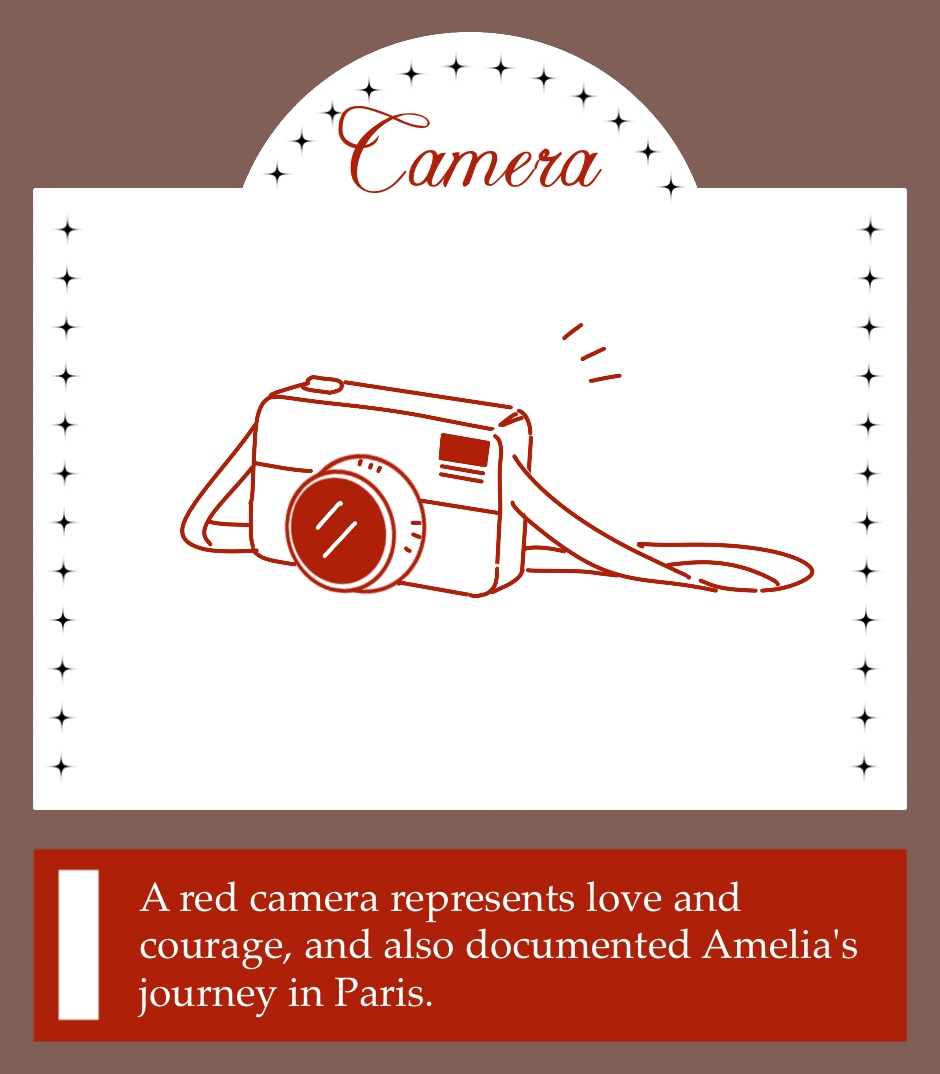 Camera
A red camera represents love and
courage, and also documented Amelia's
journey in Paris.